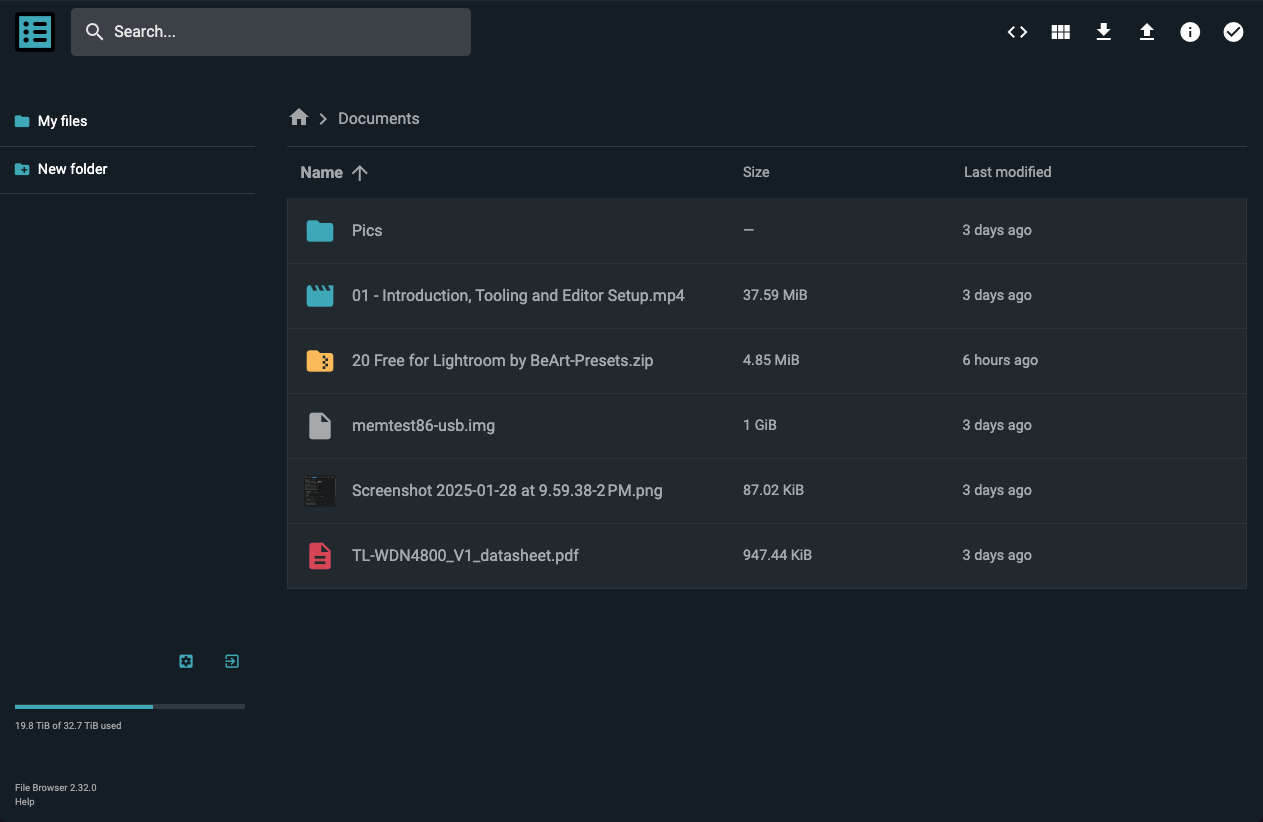 Search...
My files
New folder
Documents
Name Size Last modified
Pics — 3 days ago
01 - Introduction, Tooling and Editor Setup.mp4 37.59 MiB 3 days ago
20 Free for Lightroom by BeArt-Presets.zip 4.85 MiB 6 hours ago
memtest86-usb.img 1 GiB 3 days ago
Screenshot 2025-01-28 at 9.59.38-2 PM.png 87.02 KiB 3 days ago
TL-WDN4800_V1_datasheet.pdf 947.44 KiB 3 days ago
19.8 TiB of 32.7 TiB used
File Browser 2.32.0
Help